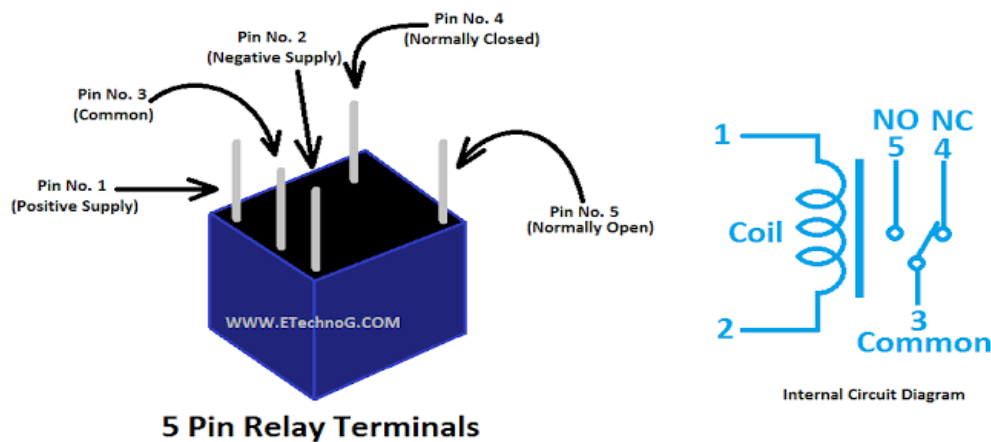 Pin No. 4
(Normally Closed)
Pin No. 2
(Negative Supply)
Pin No. 3
(Common)
Pin No. 1
(Positive Supply)
Pin No. 5
(Normally Open)
WWW.ETechnoG.COM
5 Pin Relay Terminals
1
NO NC
5 4
Coil
2
3
Common
Internal Circuit Diagram